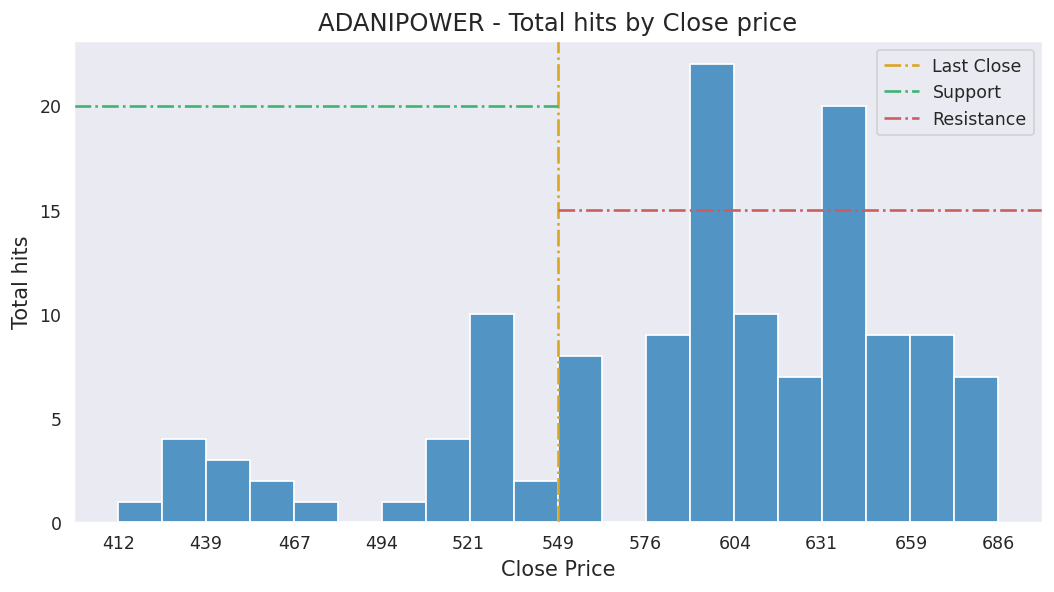 ADANIPOWER - Total hits by Close price
Last Close
Support
Resistance
Total hits
20
15
10
5
0
412 439 467 494 521 549 576 604 631 659 686
Close Price